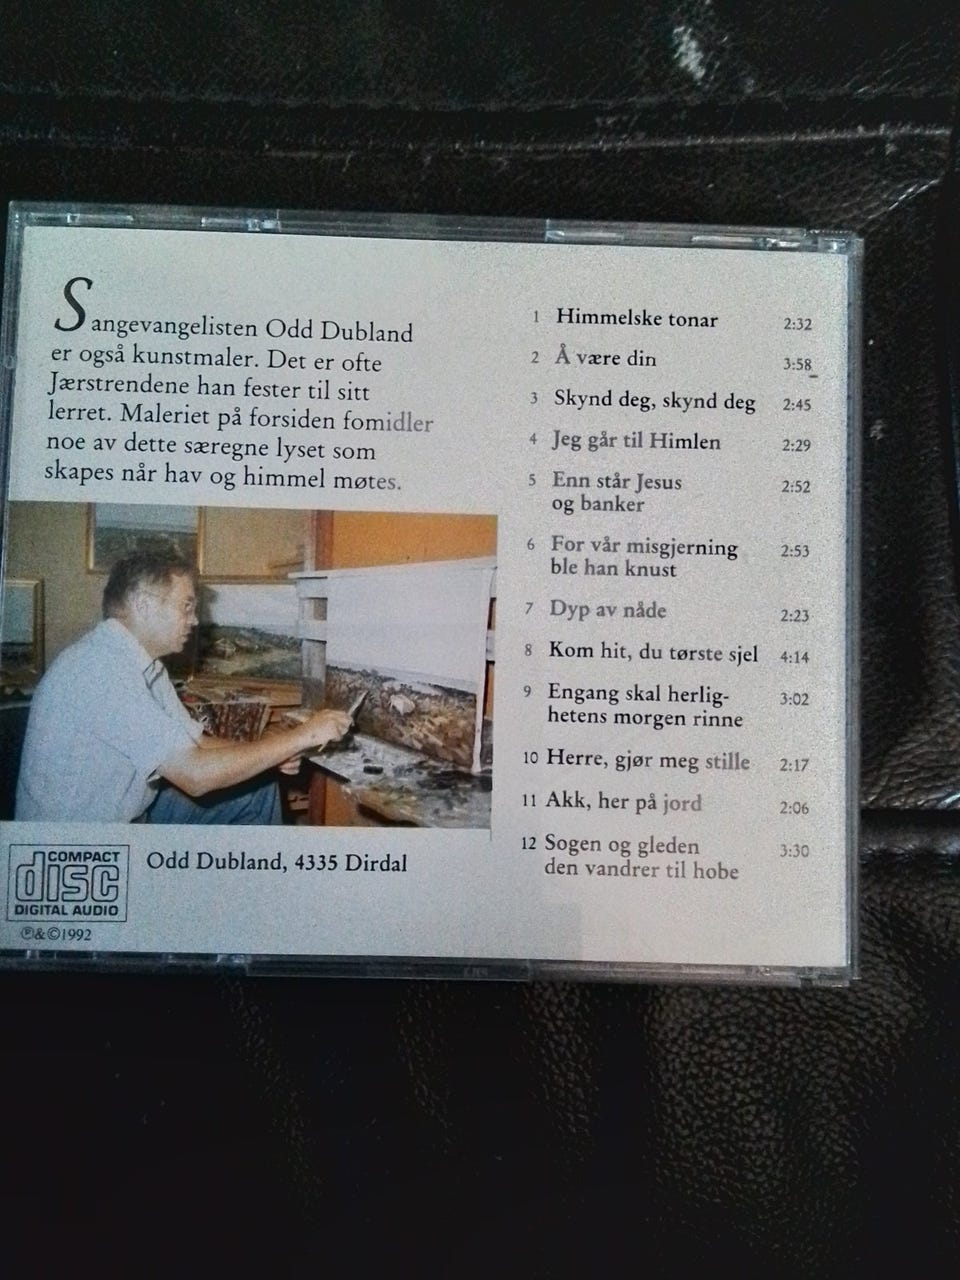 Sangevangelisten Odd Dubland
er også kunstmaler. Det er ofte
Jærstrendene han fester til sitt
lerret. Maleriet på forsiden fomidler
noe av dette særegne lyset som
skapes når hav og himmel møtes.
1 Himmelske tonar 2:32
2 Å være din 3:58
3 Skynd deg, skynd deg 2:45
4 Jeg går til Himlen 2:29
5 Enn står Jesus 2:52
og banker
6 For vår misgjerning 2:53
ble han knust
7 Dyp av nåde 2:23
8 Kom hit, du tørste sjel 4:14
9 Engang skal herlig- 3:02
hetens morgen rinne
10 Herre, gjør meg stille 2:17
11 Akk, her på jord 2:06
12 Sogen og gleden 3:30
den vandrer til hobe
COMPACT
disc
DIGITAL AUDIO
Odd Dubland, 4335 Dirdal
℗&©1992